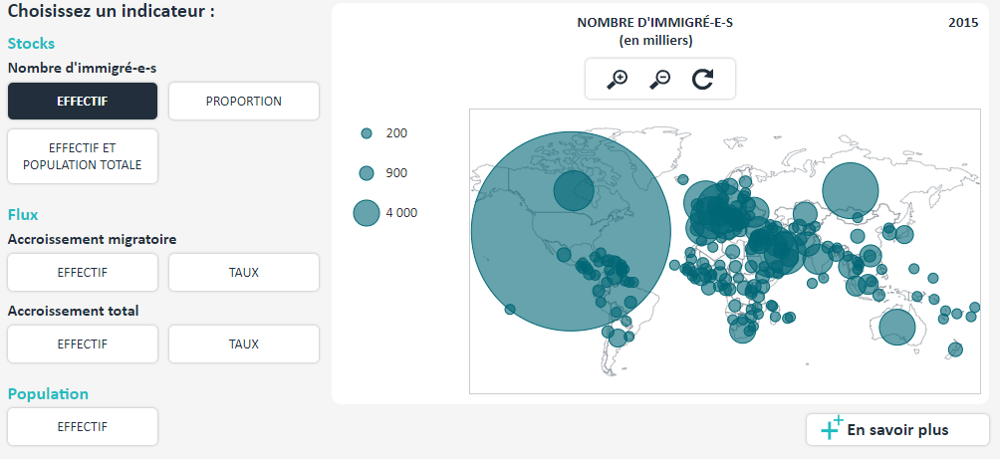 Choisissez un indicateur :
Stocks
Nombre d'immigré-e-s
EFFECTIF
PROPORTION
EFFECTIF ET
POPULATION TOTALE
Flux
Accroissement migratoire
EFFECTIF
TAUX
Accroissement total
EFFECTIF
TAUX
Population
EFFECTIF
NOMBRE D'IMMIGRÉ-E-S
(en milliers)
2015
200
900
4 000
En savoir plus